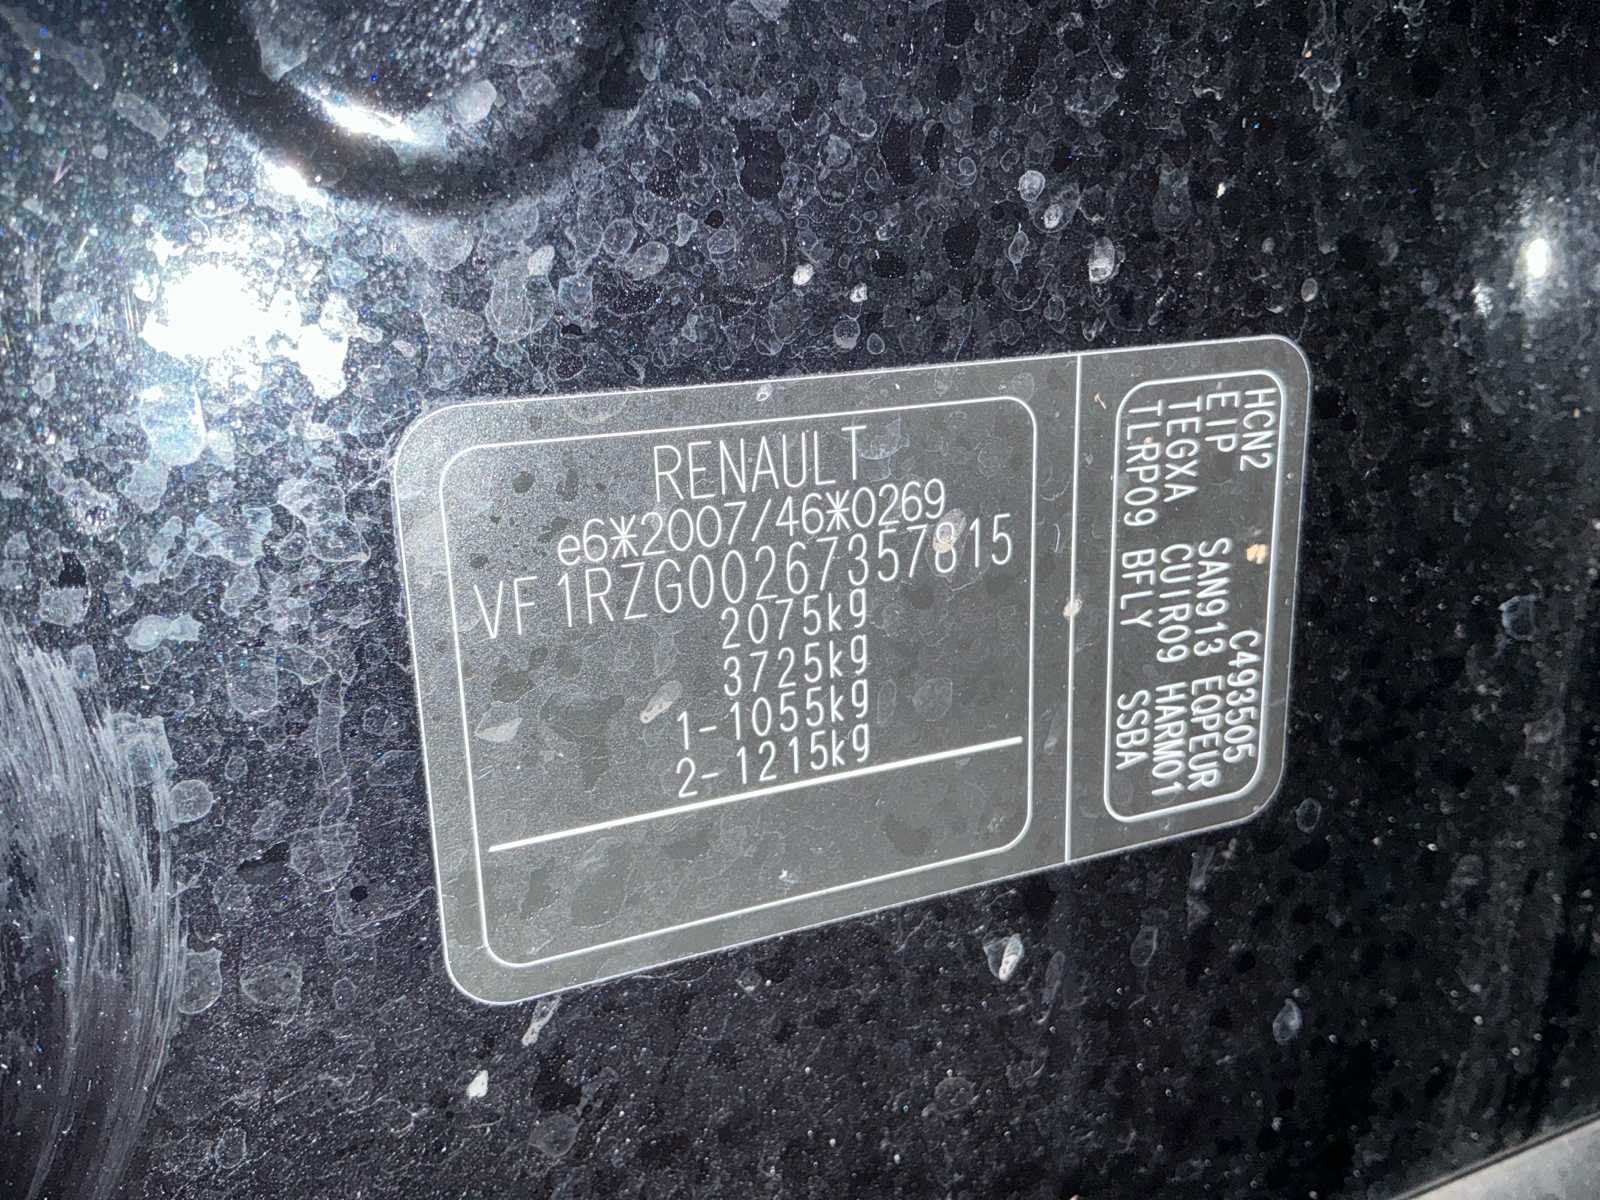 RENAULT
e6*2007/46*0269
VF1RZG00267357815
2075kg
3725kg
1-1055kg
2-1215kg
HCN2 C493505
EIP SAN913 EQPEUR
TEGXA CUIR09 HARM01
TLRP09 BFLY SSBA